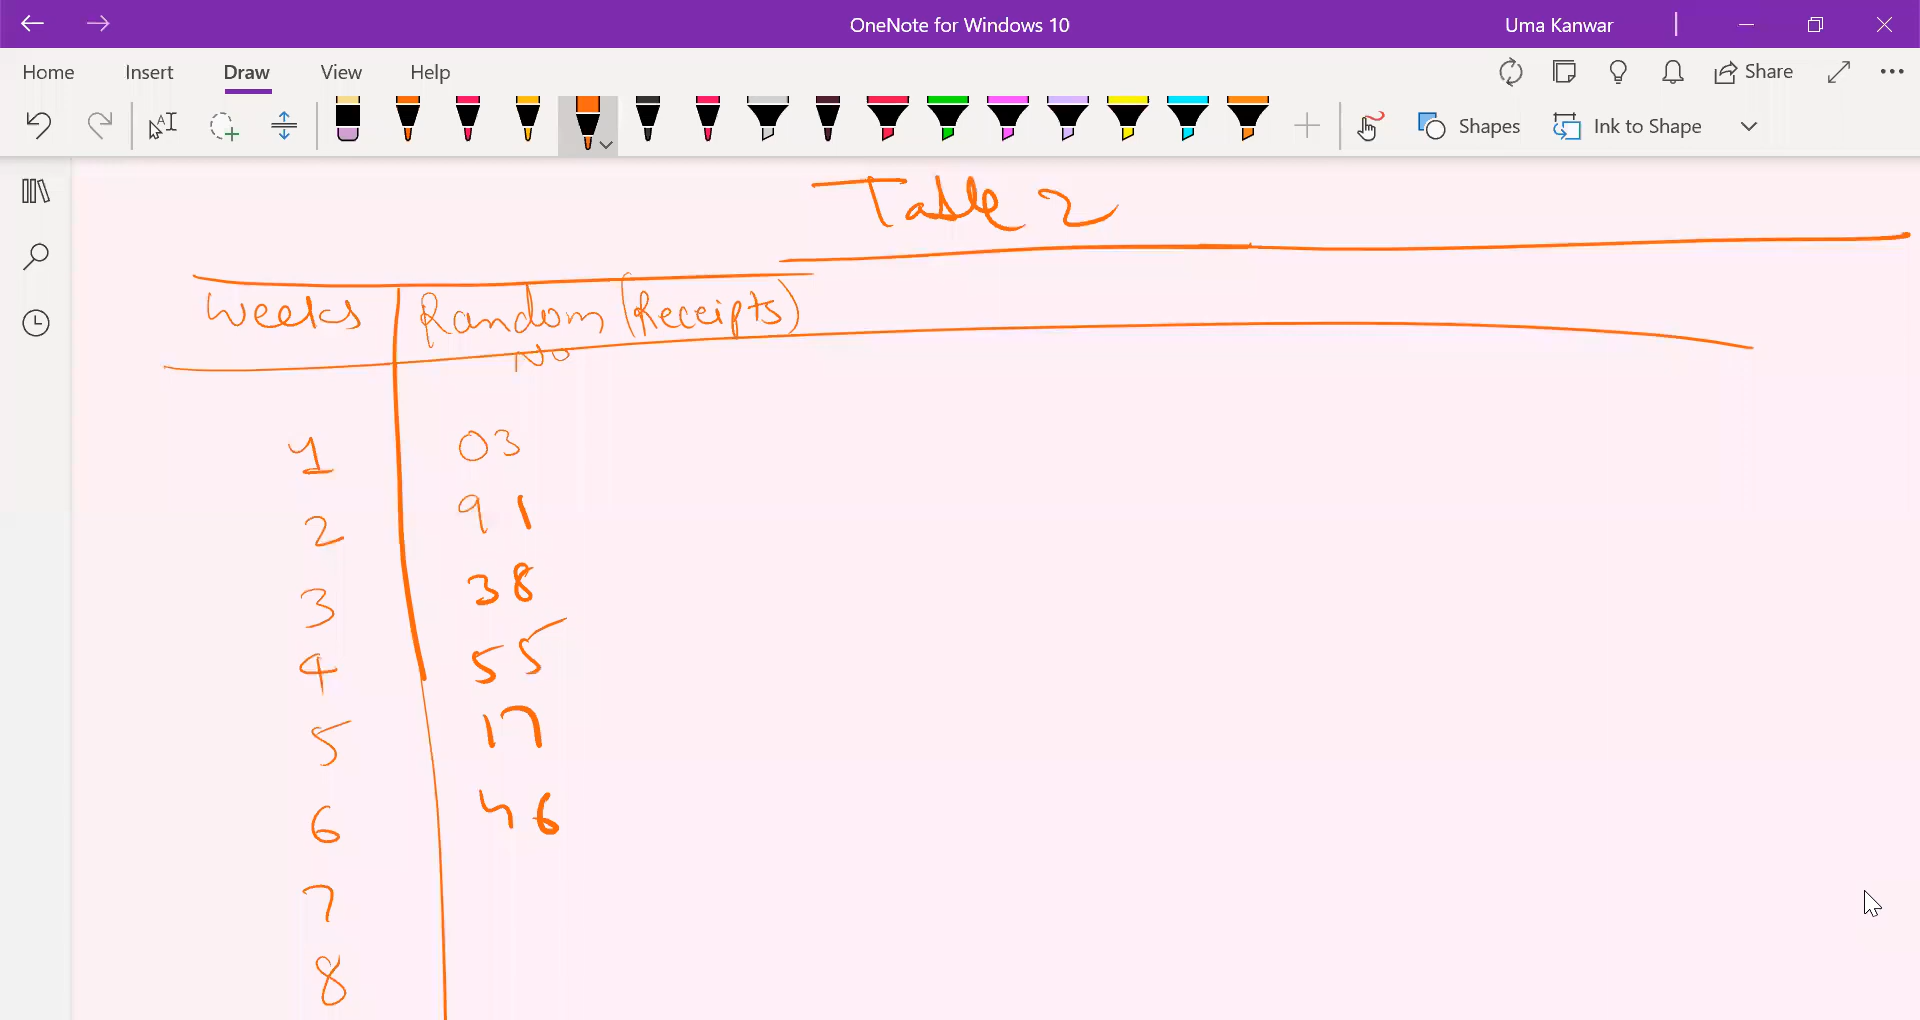 OneNote for Windows 10
Uma Kanwar
Home Insert Draw View Help
Share
Shapes
Ink to Shape
Table 2
Weeks Random (Receipts)
No
1 03
2 91
3 38
4 55
5 17
6 46
7
8